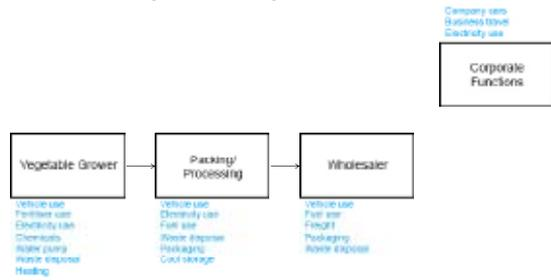 Company cars
Business travel
Electricity use
Corporate
Functions
Vegetable Grower
Packing/
Processing
Wholesaler
Vehicle use
Fertiliser use
Electricity use
Chemicals
Water pump
Waste disposal
Heating
Vehicle use
Electricity use
Fuel use
Waste disposal
Packaging
Cool storage
Vehicle use
Fuel use
Freight
Packaging
Waste disposal